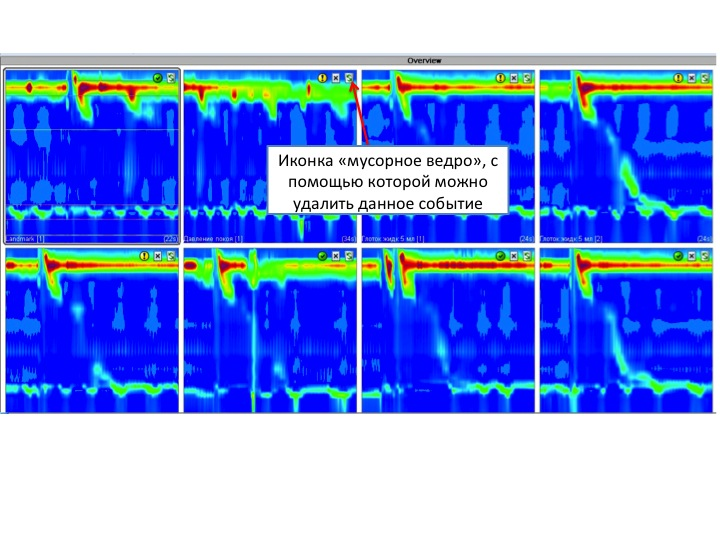 Overview
Иконка «мусорное ведро», с
помощью которой можно
удалить данное событие
Landmark [1] (22s)
Давление покоя [1] (34s)
Глоток жидк 5 мл [1] (24s)
Глоток жидк 5 мл [2] (24s)